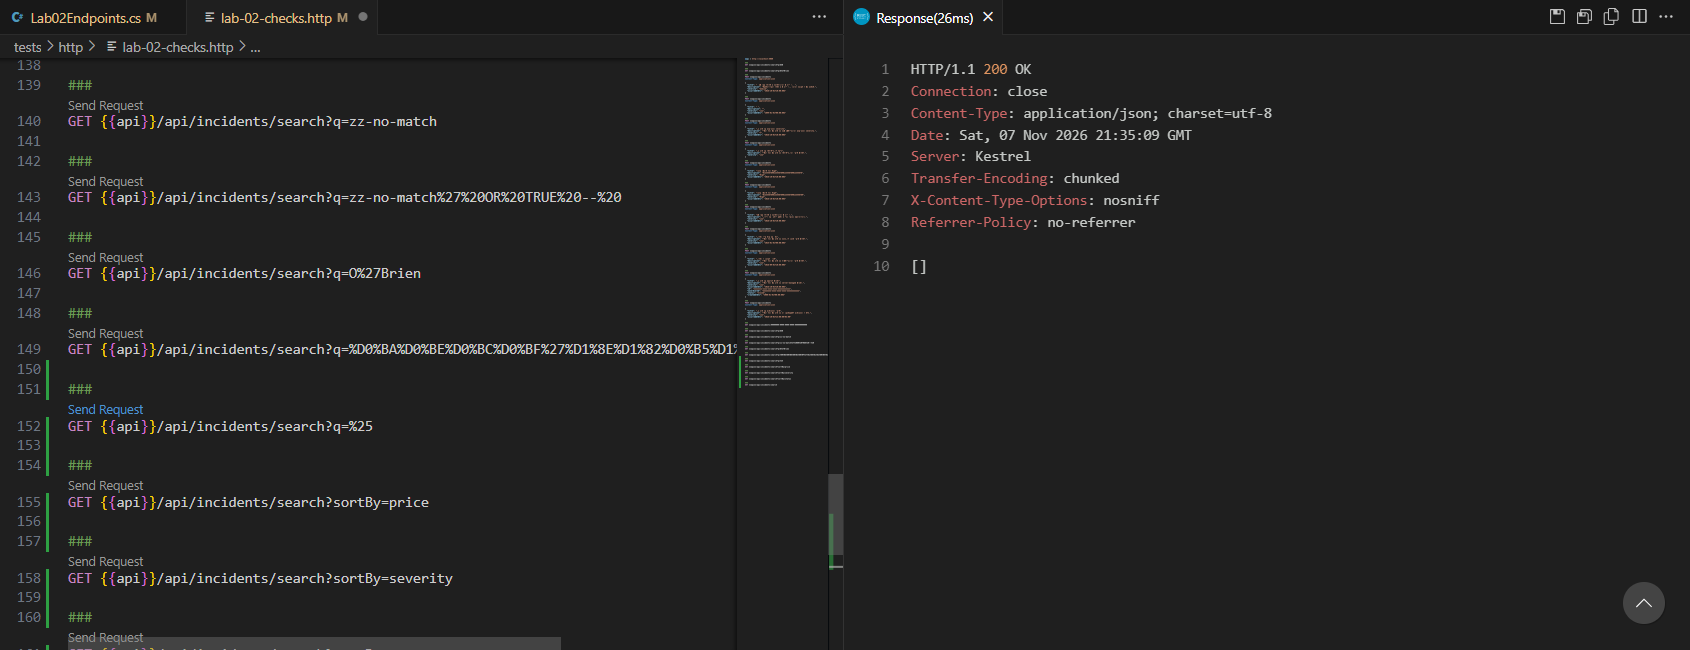 Lab02Endpoints.cs M
lab-02-checks.http M
Response(26ms)
tests > http > lab-02-checks.http > ...
138
139 ###
Send Request
140 GET {{api}}/api/incidents/search?q=zz-no-match
141
142 ###
Send Request
143 GET {{api}}/api/incidents/search?q=zz-no-match%27%20OR%20TRUE%20--%20
144
145 ###
Send Request
146 GET {{api}}/api/incidents/search?q=O%27Brien
147
148 ###
Send Request
149 GET {{api}}/api/incidents/search?q=%D0%BA%D0%BE%D0%BC%D0%BF%27%D1%8E%D1%82%D0%B5%D1%
150
151 ###
Send Request
152 GET {{api}}/api/incidents/search?q=%25
153
154 ###
Send Request
155 GET {{api}}/api/incidents/search?sortBy=price
156
157 ###
Send Request
158 GET {{api}}/api/incidents/search?sortBy=severity
159
160 ###
Send Request
1 HTTP/1.1 200 OK
2 Connection: close
3 Content-Type: application/json; charset=utf-8
4 Date: Sat, 07 Nov 2026 21:35:09 GMT
5 Server: Kestrel
6 Transfer-Encoding: chunked
7 X-Content-Type-Options: nosniff
8 Referrer-Policy: no-referrer
9
10 []